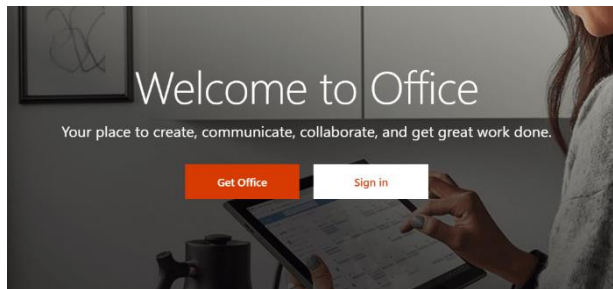 Welcome to Office
Your place to create, communicate, collaborate, and get great work done.
Get Office
Sign in